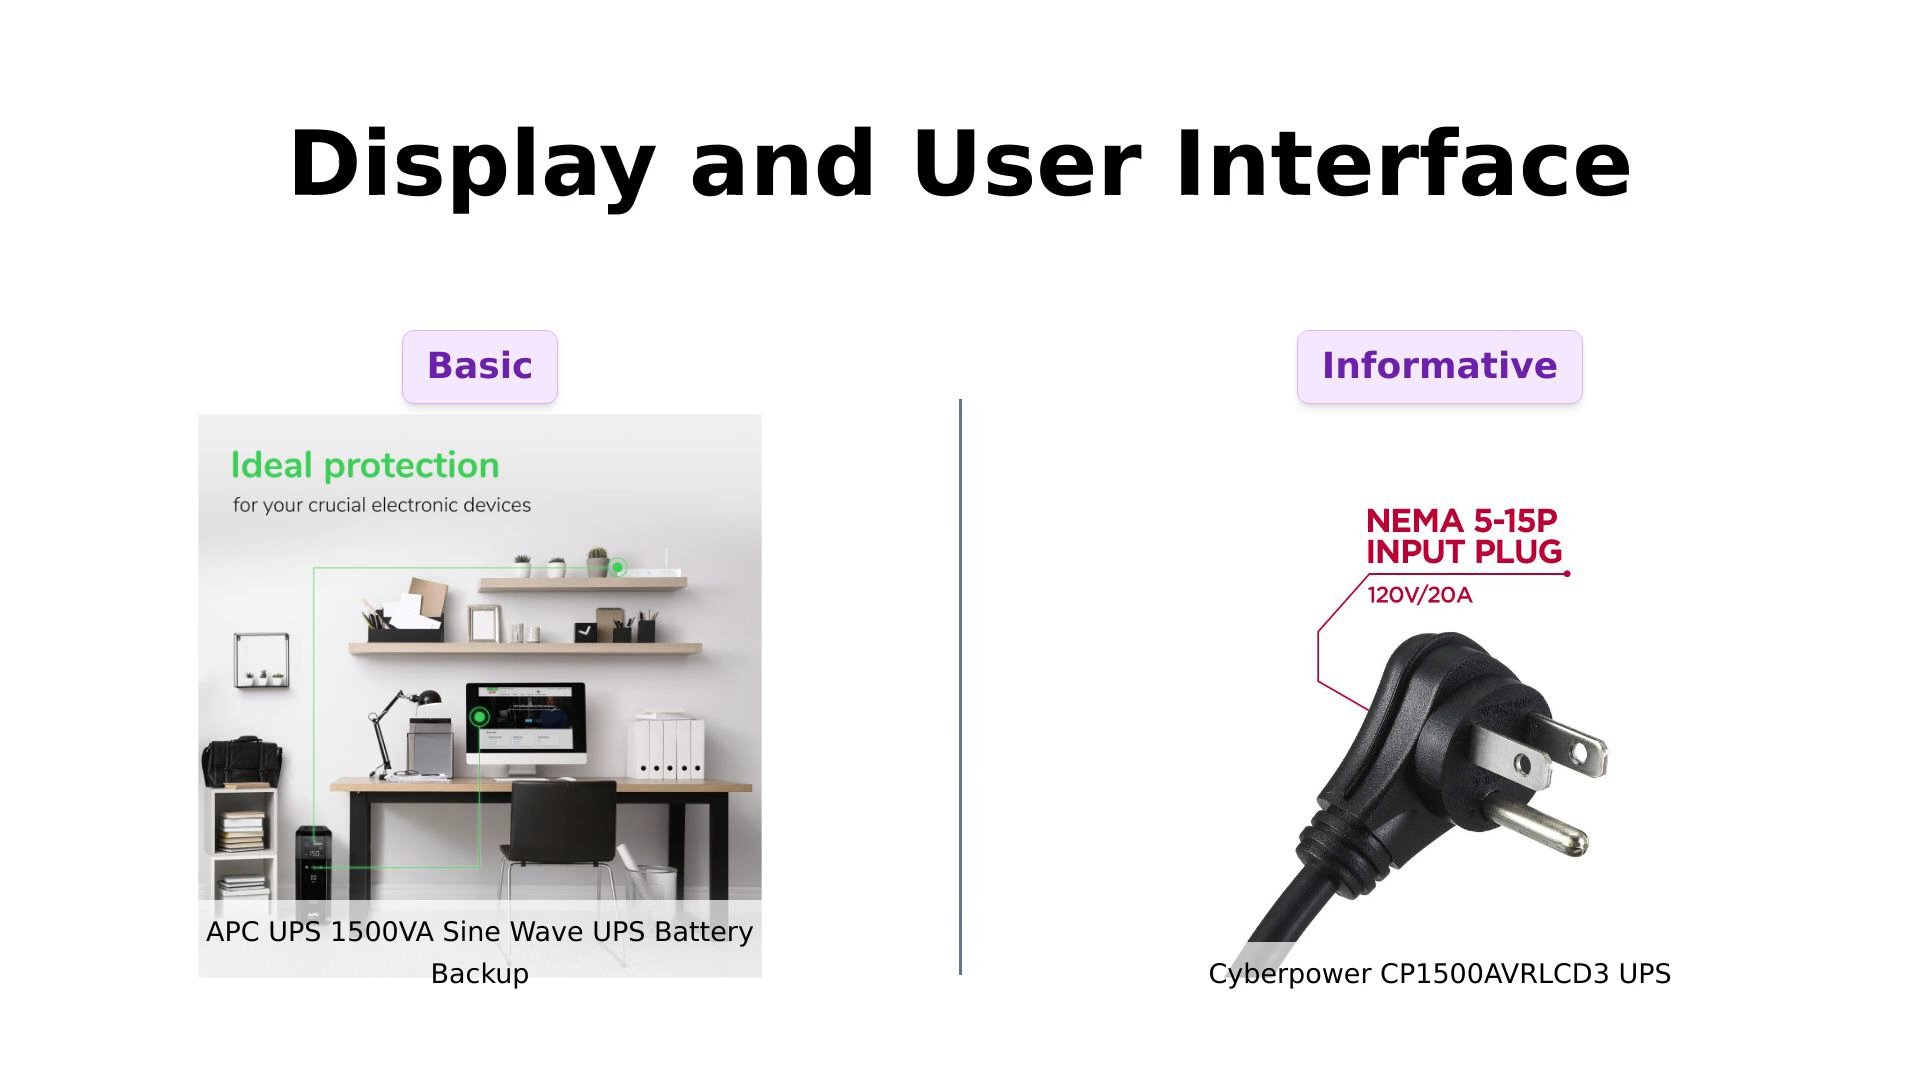 Display and User Interface
Basic
Informative
Ideal protection
for your crucial electronic devices
APC UPS 1500VA Sine Wave UPS Battery
Backup
NEMA 5-15P
INPUT PLUG
120V/20A
Cyberpower CP1500AVRLCD3 UPS